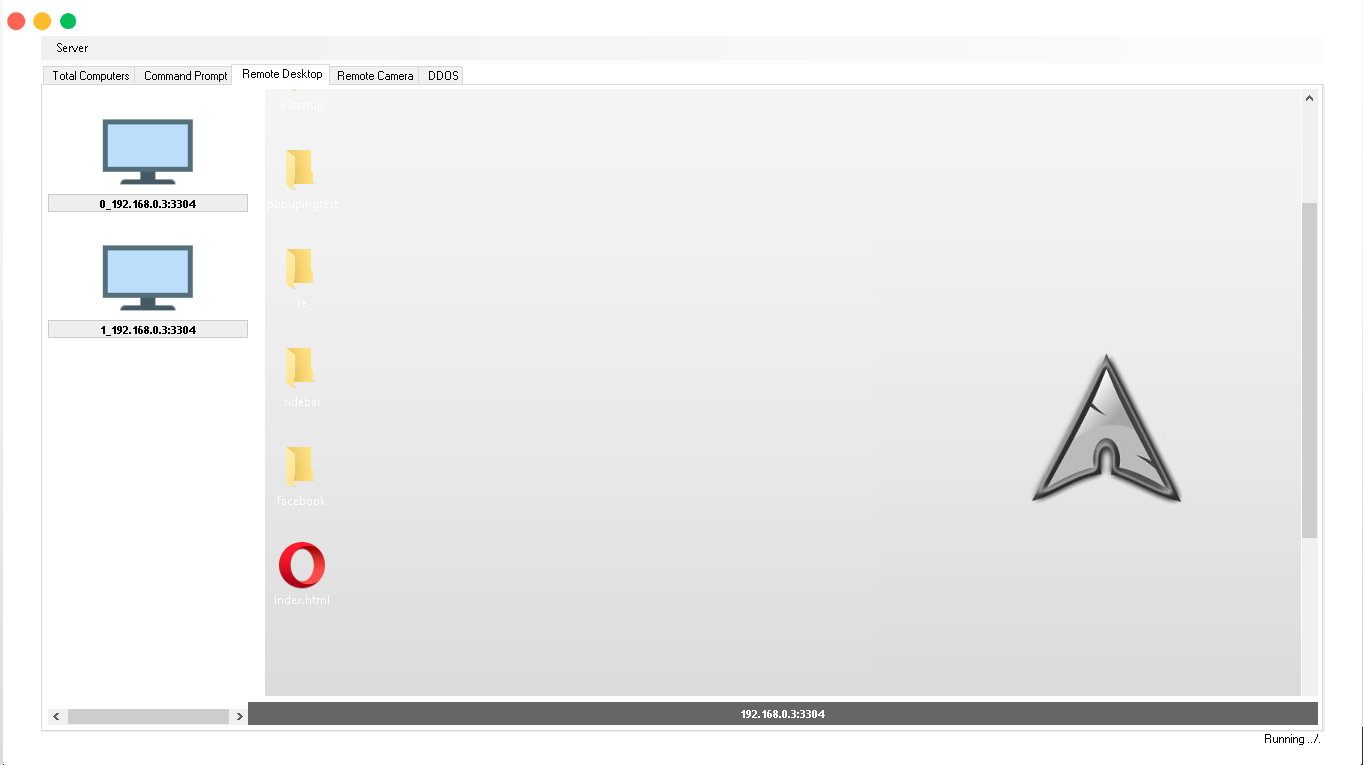 Server
Total Computers
Command Prompt
Remote Desktop
Remote Camera
DDOS
0_192.168.0.3:3304
1_192.168.0.3:3304
eStartup
popupingtest
re
sidebar
facebook
index.html
192.168.0.3:3304
Running ../.